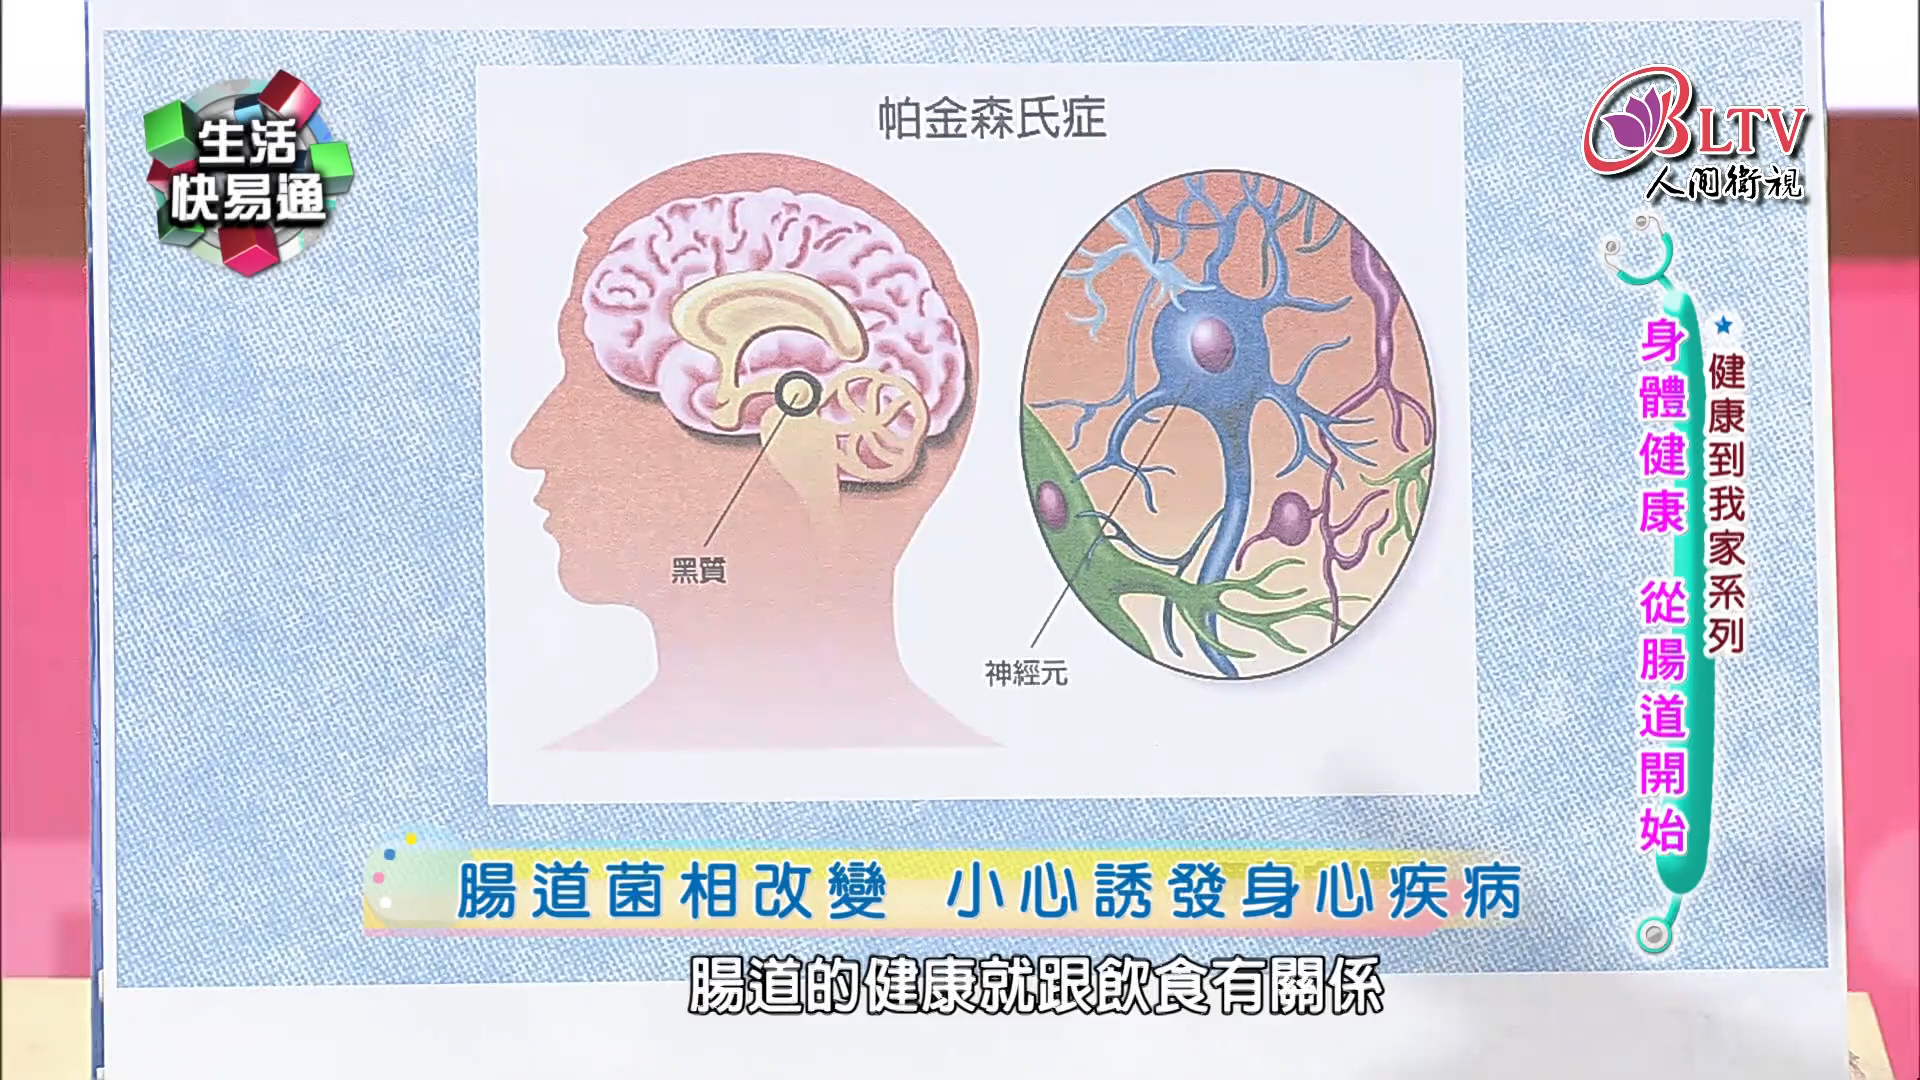 生活
快易通
帕金森氏症
黑質
神經元
BLTV
人間衛視
健康到我家系列
身體健康 從腸道開始
腸道菌相改變 小心誘發身心疾病
腸道的健康就跟飲食有關係